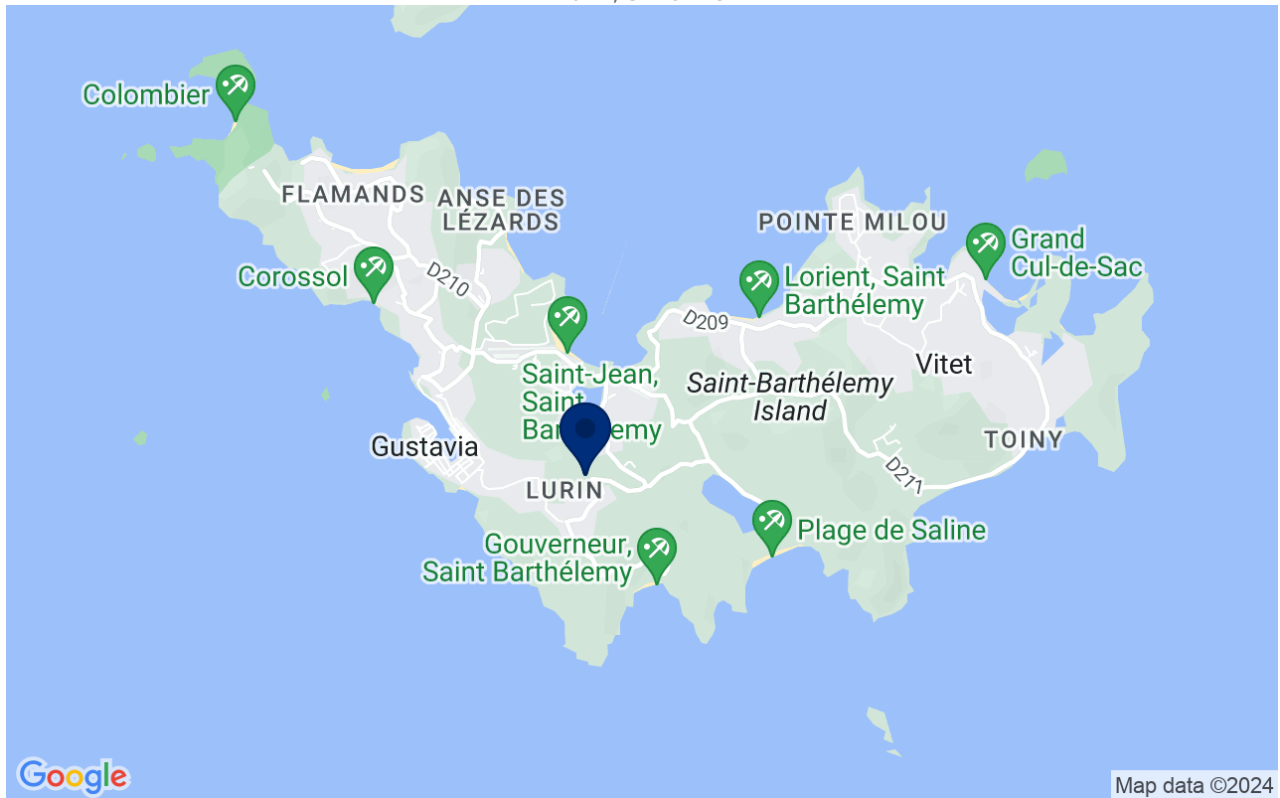 Colombier
FLAMANDS
ANSE DES
LÉZARDS
POINTE MILOU
Grand
Cul-de-Sac
Corossol
D210
Lorient, Saint
Barthélemy
D209
Vitet
Saint-Jean,
Saint
Saint-Barthélemy
Island
Gustavia
TOINY
LURIN
D211
Plage de Saline
Gouverneur,
Saint Barthélemy
Google
Map data ©2024